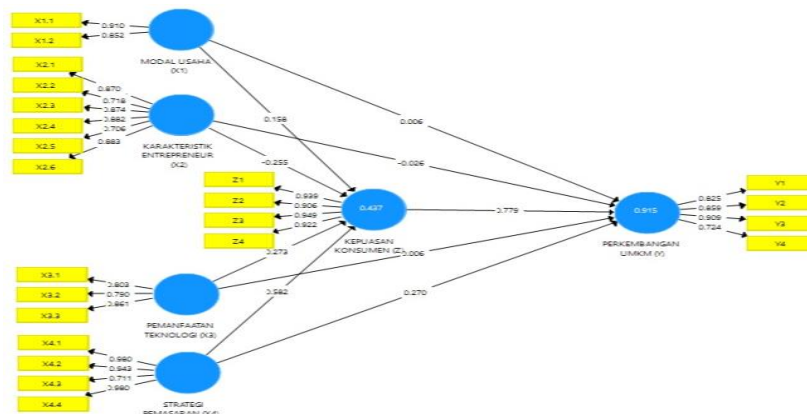 X1.1
X1.2
0.910
0.852
MODAL USAHA
(X1)
X2.1
X2.2
X2.3
X2.4
X2.5
X2.6
0.870
0.718
0.874
0.882
0.706
0.883
KARAKTERISTIK
ENTREPRENEUR
(X2)
0.158
0.006
-0.255
-0.026
Z1
Z2
Z3
Z4
0.939
0.906
0.949
0.922
0.437
KEPUASAN
KONSUMEN (Z)
0.779
0.915
PERKEMBANGAN
UMKM (Y)
0.825
0.859
0.909
0.724
Y1
Y2
Y3
Y4
0.273
0.006
0.582
0.270
X3.1
X3.2
X3.3
0.803
0.790
0.861
PEMANFAATAN
TEKNOLOGI (X3)
X4.1
X4.2
X4.3
X4.4
0.980
0.943
0.711
0.980
STRATEGI
PEMASARAN (X4)